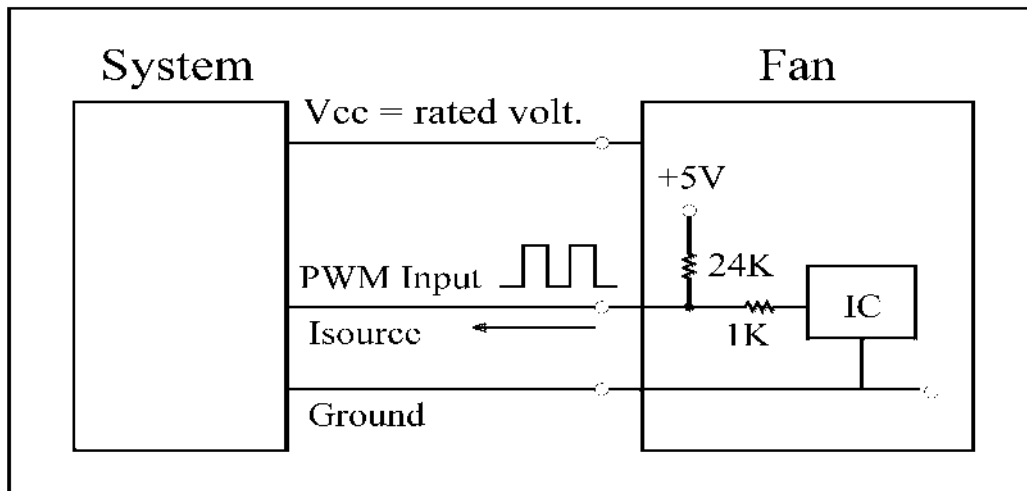 System
Fan
Vcc = rated volt.
+5V
24K
PWM Input
IC
1K
Isource
Ground